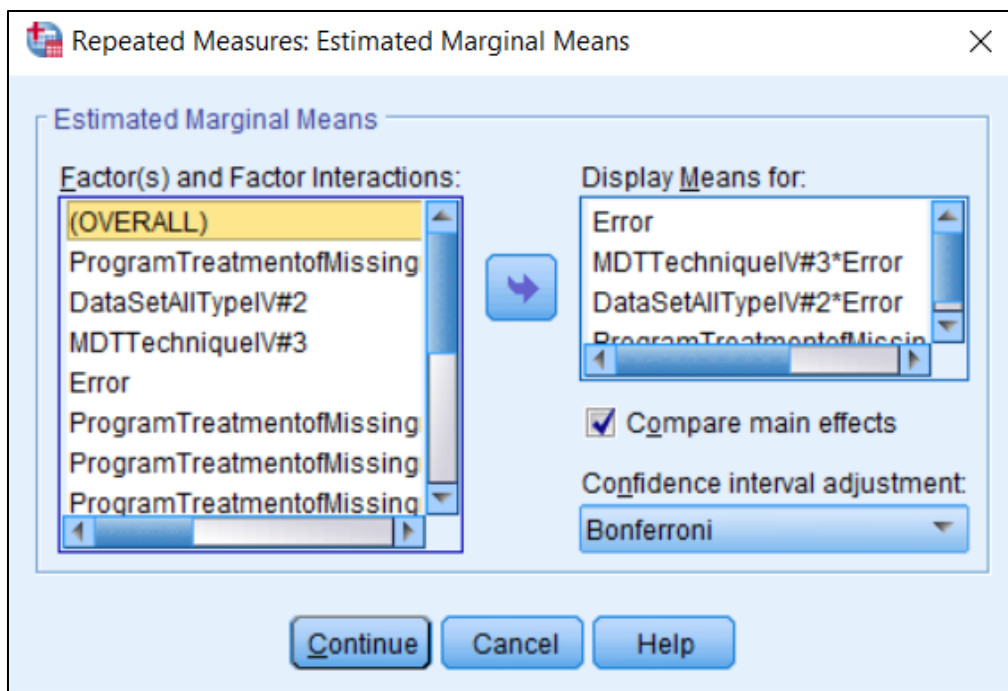 Repeated Measures: Estimated Marginal Means
Estimated Marginal Means
Factor(s) and Factor Interactions:
(OVERALL)
ProgramTreatmentofMissing
DataSetAllTypeIV#2
MDTTechniqueIV#3
Error
ProgramTreatmentofMissing
ProgramTreatmentofMissing
ProgramTreatmentofMissing
Display Means for:
Error
MDTTechniqueIV#3*Error
DataSetAllTypeIV#2*Error
ProgramTreatmentofMissin
Compare main effects
Confidence interval adjustment:
Bonferroni
Continue
Cancel
Help